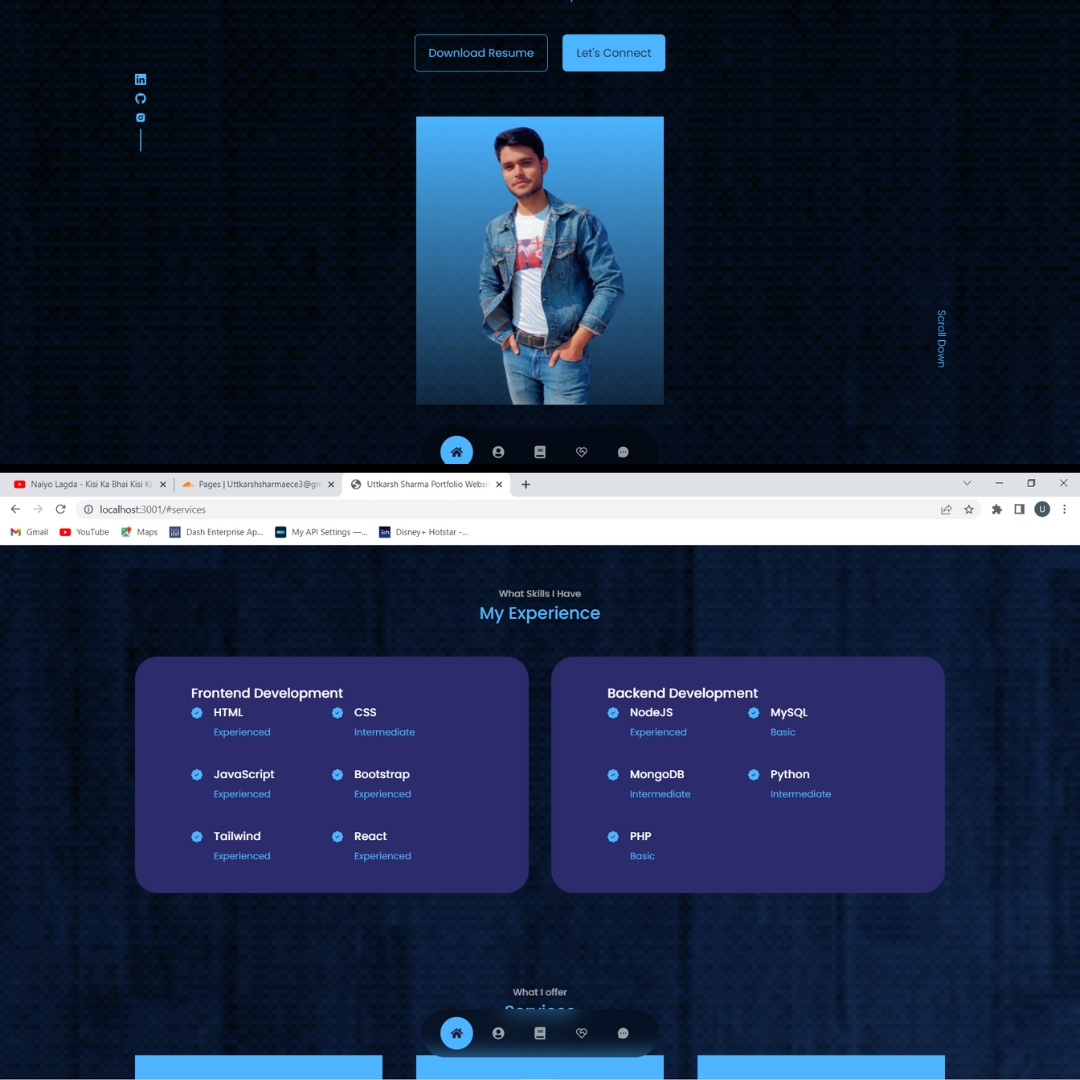 Download Resume
Let's Connect
Scroll Down
Naiyo Lagda - Kisi Ka Bhai Kisi Ki
Pages | Uttkarshsharmaece3@gm
Uttkarsh Sharma Portfolio Websi
localhost:3001/#services
U
Gmail
YouTube
Maps
Dash Enterprise Ap...
My API Settings —...
Disney+ Hotstar -...
What Skills I Have
My Experience
Frontend Development
HTML
Experienced
CSS
Intermediate
JavaScript
Experienced
Bootstrap
Experienced
Tailwind
Experienced
React
Experienced
Backend Development
NodeJS
Experienced
MySQL
Basic
MongoDB
Intermediate
Python
Intermediate
PHP
Basic
What I offer
Services